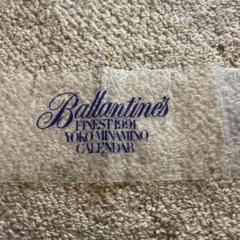 Ballantine's
FINEST 1991
YOKO MINAMINO
CALENDAR